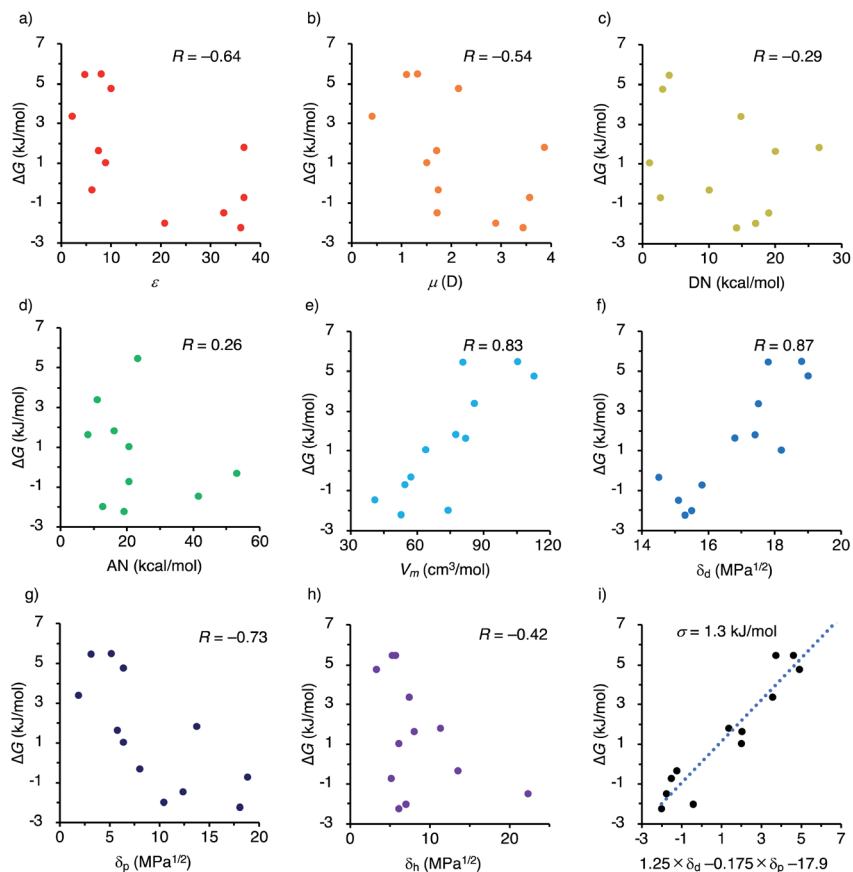 a)
R = −0.64
7
5
3
1
-1
-3
ΔG (kJ/mol)
0
10
20
30
40
ε
b)
R = −0.54
7
5
3
1
-1
-3
ΔG (kJ/mol)
0
1
2
3
4
μ (D)
c)
R = −0.29
7
5
3
1
-1
-3
ΔG (kJ/mol)
0
10
20
30
DN (kcal/mol)
d)
R = 0.26
7
5
3
1
-1
-3
ΔG (kJ/mol)
0
20
40
60
AN (kcal/mol)
e)
R = 0.83
7
5
3
1
-1
-3
ΔG (kJ/mol)
30
60
90
120
Vm (cm³/mol)
f)
R = 0.87
7
5
3
1
-1
-3
ΔG (kJ/mol)
14
16
18
20
δd (MPa1/2)
g)
R = −0.73
7
5
3
1
-1
-3
ΔG (kJ/mol)
0
5
10
15
20
δp (MPa1/2)
h)
R = −0.42
7
5
3
1
-1
-3
ΔG (kJ/mol)
0
10
20
δh (MPa1/2)
i)
σ = 1.3 kJ/mol
7
5
3
1
-1
-3
ΔG (kJ/mol)
-3
-1
1
3
5
7
1.25 × δd −0.175 × δp −17.9